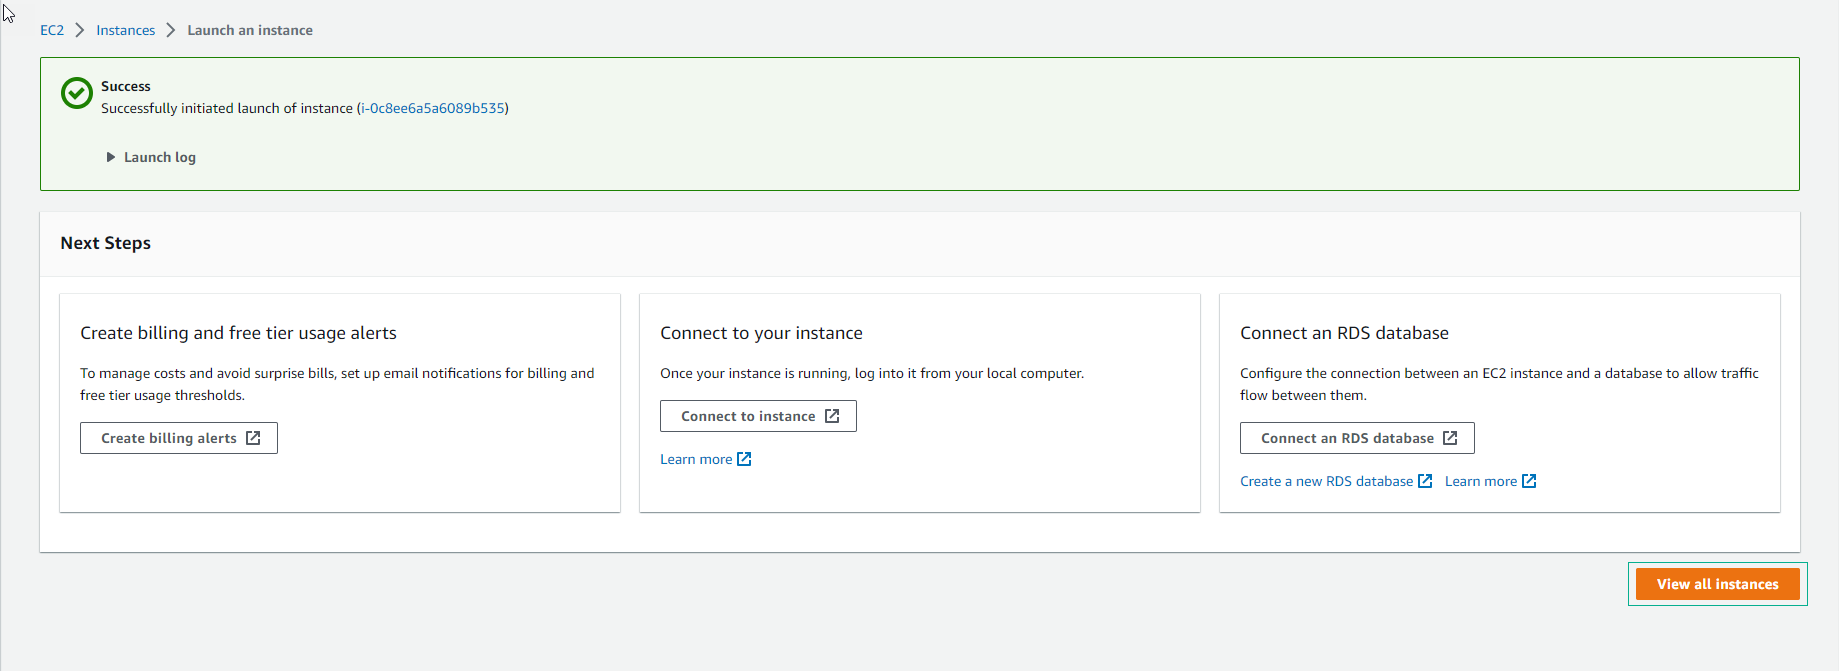 EC2 Instances Launch an instance
Success
Successfully initiated launch of instance (i-0c8ee6a5a6089b535)
Launch log
Next Steps
Create billing and free tier usage alerts
To manage costs and avoid surprise bills, set up email notifications for billing and
free tier usage thresholds.
Create billing alerts
Connect to your instance
Once your instance is running, log into it from your local computer.
Connect to instance
Learn more
Connect an RDS database
Configure the connection between an EC2 instance and a database to allow traffic
flow between them.
Connect an RDS database
Create a new RDS database Learn more
View all instances